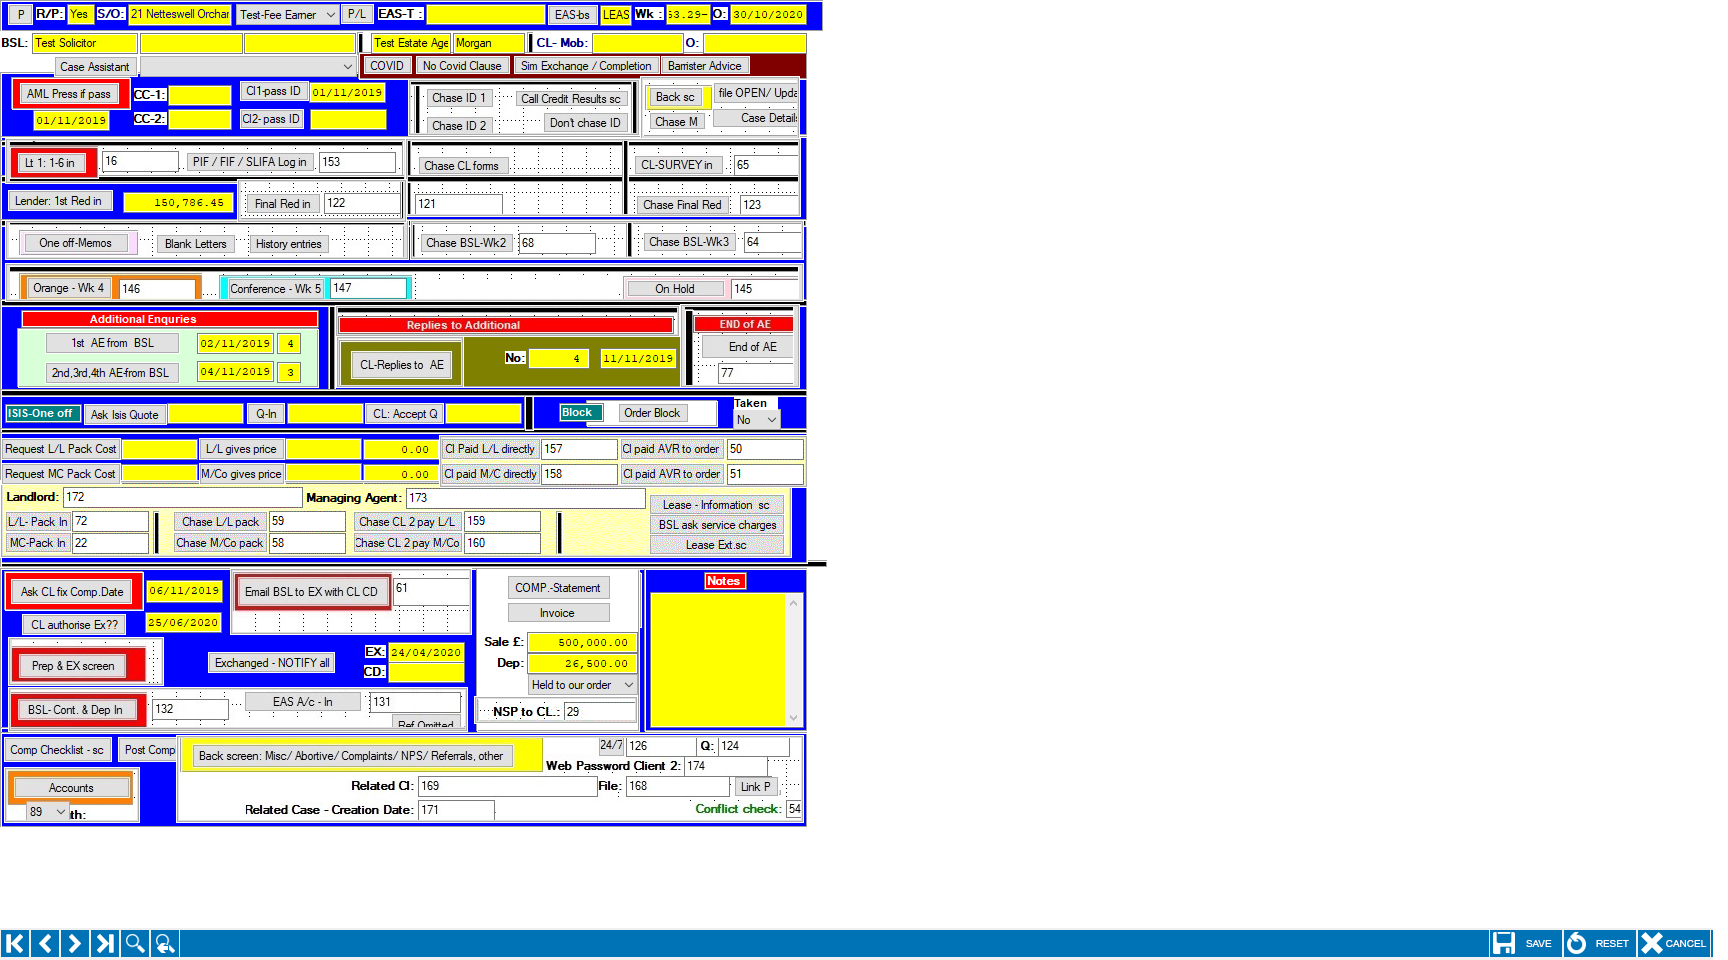 P R/P: Yes S/O: 21 Netteswell Orchar Test-Fee Earner P/L EAS-T : EAS-bs LEAS Wk : 53.29- O: 30/10/2020
BSL: Test Solicitor Test Estate Age Morgan CL- Mob: O:
Case Assistant COVID No Covid Clause Sim Exchange / Completion Barrister Advice
AML Press if pass CC-1: Cl1-pass ID 01/11/2019 Chase ID 1 Call Credit Results sc Back sc file OPEN/ Upda
01/11/2019 CC-2: Cl2- pass ID Chase ID 2 Don't chase ID Chase M Case Details
Lt 1: 1-6 in 16 PIF / FIF / SLIFA Log in 153 Chase CL forms CL-SURVEY in 65
Lender: 1st Red in 150,786.45 Final Red in 122 121 Chase Final Red 123
One off-Memos Blank Letters History entries Chase BSL-Wk2 68 Chase BSL-Wk3 64
Orange - Wk 4 146 Conference - Wk 5 147 On Hold 145
Additional Enquries Replies to Additional END of AE
1st AE from BSL 02/11/2019 4 CL-Replies to AE No: 4 11/11/2019 End of AE
2nd,3rd,4th AE-from BSL 04/11/2019 3 77
ISIS-One off Ask Isis Quote Q-In CL: Accept Q Block Order Block Taken
No
Request L/L Pack Cost L/L gives price 0.00 Cl Paid L/L directly 157 Cl paid AVR to order 50
Request MC Pack Cost M/Co gives price 0.00 Cl paid M/C directly 158 Cl paid AVR to order 51
Landlord: 172 Managing Agent: 173 Lease - Information sc
L/L- Pack In 72 Chase L/L pack 59 Chase CL 2 pay L/L 159 BSL ask service charges
MC-Pack In 22 Chase M/Co pack 58 Chase CL 2 pay M/Co 160 Lease Ext.sc
Ask CL fix Comp.Date 06/11/2019 Email BSL to EX with CL CD 61 COMP.-Statement Notes
CL authorise Ex?? 25/06/2020 Invoice
Prep & EX screen Exchanged - NOTIFY all EX: 24/04/2020 Sale £: 500,000.00
CD: Dep: 26,500.00
Held to our order
BSL- Cont. & Dep In 132 EAS A/c - In 131 NSP to CL.: 29
Ref Omitted
Comp Checklist - sc Post Comp Back screen: Misc/ Abortive/ Complaints/ NPS/ Referrals, other 24/7 126 Q: 124
Web Password Client 2: 174
Accounts Related Cl: 169 File: 168 Link P
89 th: Related Case - Creation Date: 171 Conflict check: 54
SAVE RESET CANCEL